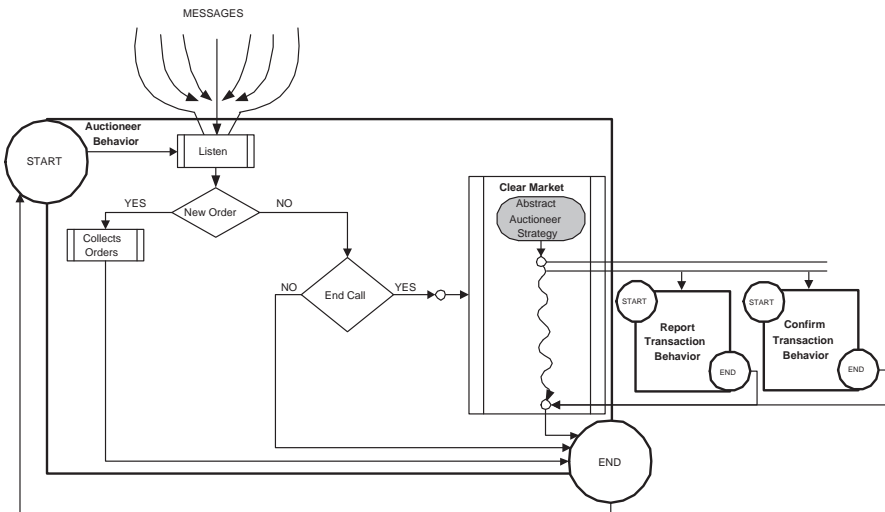 MESSAGES
Auctioneer
Behavior
START
Listen
YES
New Order
NO
Collects
Orders
Clear Market
Abstract
Auctioneer
Strategy
NO
End Call
YES
START
Report
Transaction
Behavior
END
START
Confirm
Transaction
Behavior
END
END